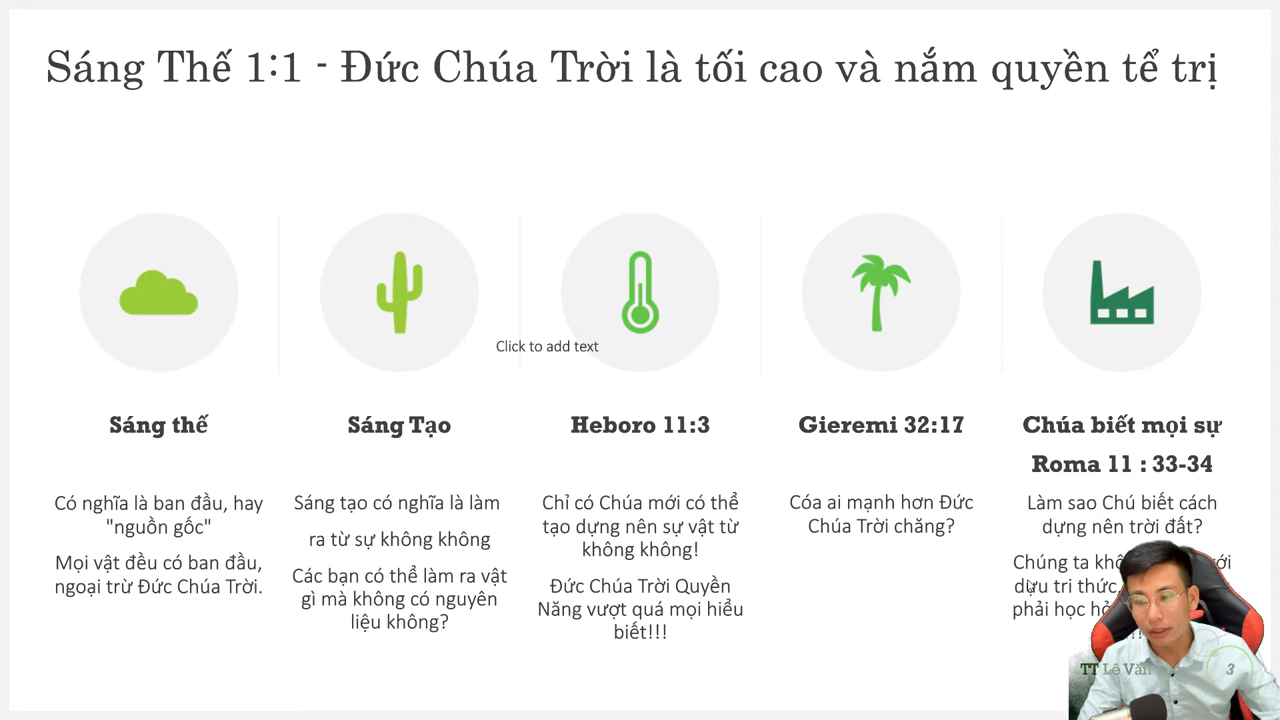 Sáng Thế 1:1 - Đức Chúa Trời là tối cao và nắm quyền tể trị
Click to add text
Sáng thế
Có nghĩa là ban đầu, hay
"nguồn gốc"
Mọi vật đều có ban đầu,
ngoại trừ Đức Chúa Trời.
Sáng Tạo
Sáng tạo có nghĩa là làm
ra từ sự không không
Các bạn có thể làm ra vật
gì mà không có nguyên
liệu không?
Heboro 11:3
Chỉ có Chúa mới có thể
tạo dựng nên sự vật từ
không không!
Đức Chúa Trời Quyền
Năng vượt quá mọi hiểu
biết!!!
Gieremi 32:17
Cóa ai mạnh hơn Đức
Chúa Trời chăng?
Chúa biết mọi sự
Roma 11 : 33-34
Làm sao Chú biết cách
dựng nên trời đất?
Chúng ta
tri thức,
phải học
TT Lê
3